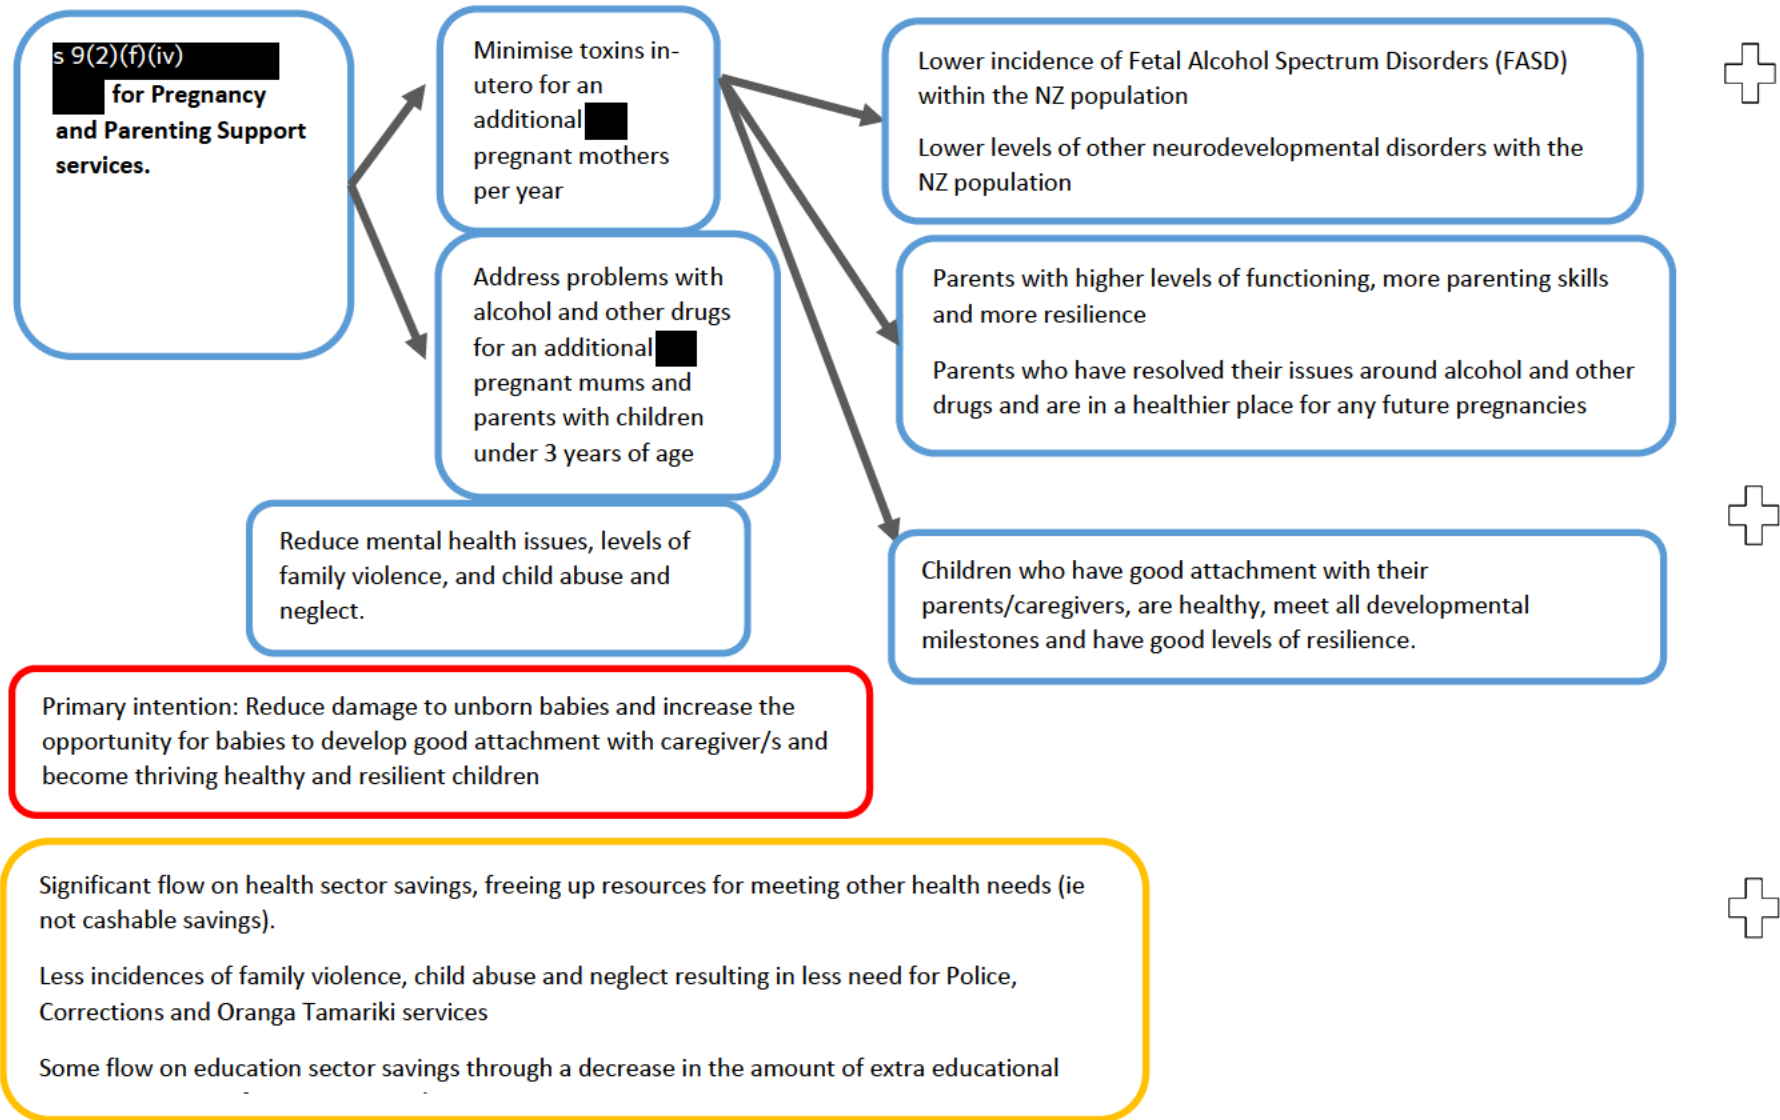 s 9(2)(f)(iv)
for Pregnancy
and Parenting Support
services.
Minimise toxins in-
utero for an
additional
pregnant mothers
per year
Address problems with
alcohol and other drugs
for an additional
pregnant mums and
parents with children
under 3 years of age
Reduce mental health issues, levels of
family violence, and child abuse and
neglect.
Lower incidence of Fetal Alcohol Spectrum Disorders (FASD)
within the NZ population
Lower levels of other neurodevelopmental disorders with the
NZ population
Parents with higher levels of functioning, more parenting skills
and more resilience
Parents who have resolved their issues around alcohol and other
drugs and are in a healthier place for any future pregnancies
Children who have good attachment with their
parents/caregivers, are healthy, meet all developmental
milestones and have good levels of resilience.
Primary intention: Reduce damage to unborn babies and increase the
opportunity for babies to develop good attachment with caregiver/s and
become thriving healthy and resilient children
Significant flow on health sector savings, freeing up resources for meeting other health needs (ie
not cashable savings).
Less incidences of family violence, child abuse and neglect resulting in less need for Police,
Corrections and Oranga Tamariki services
Some flow on education sector savings through a decrease in the amount of extra educational